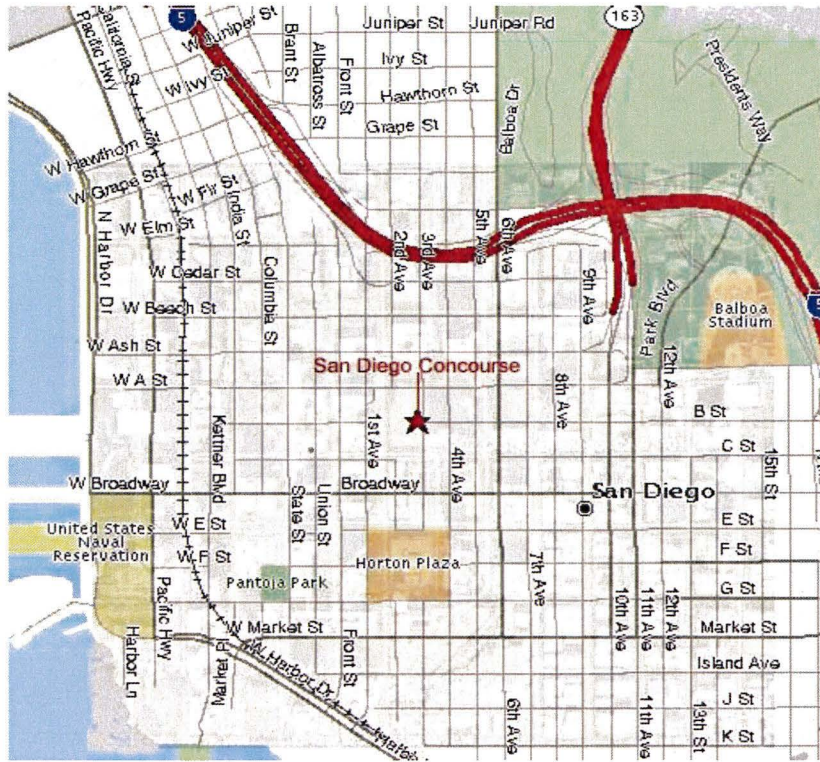 5
163
Juniper St
Juniper Rd
W Juniper St
California St
Pacific Hwy
Brant St
Albatross St
Front St
Ivy St
W Ivy St
Hawthorn St
Grape St
Balboa Dr
Presidents Way
W Hawthorn
W Grape St
W Fir St
India St
W Elm St
N Harbor Dr
2nd Ave
3rd Ave
5th Ave
6th Ave
W Cedar St
Columbia St
9th Ave
Park Blvd
Balboa
Stadium
5
W Beech St
W Ash St
12th Ave
W A St
San Diego Concourse
8th Ave
B St
Kettner Blvd
1st Ave
4th Ave
C St
15th St
W Broadway
Broadway
San Diego
State St
Union St
United States
Naval
Reservation
W E St
E St
W F St
F St
Horton Plaza
Pantoja Park
7th Ave
G St
Pacific Hwy
10th Ave
11th Ave
12th Ave
W Market St
Market St
Harbor Ln
Market Pl
W Harbor Dr
Front St
Island Ave
J St
6th Ave
11th Ave
13th St
K St